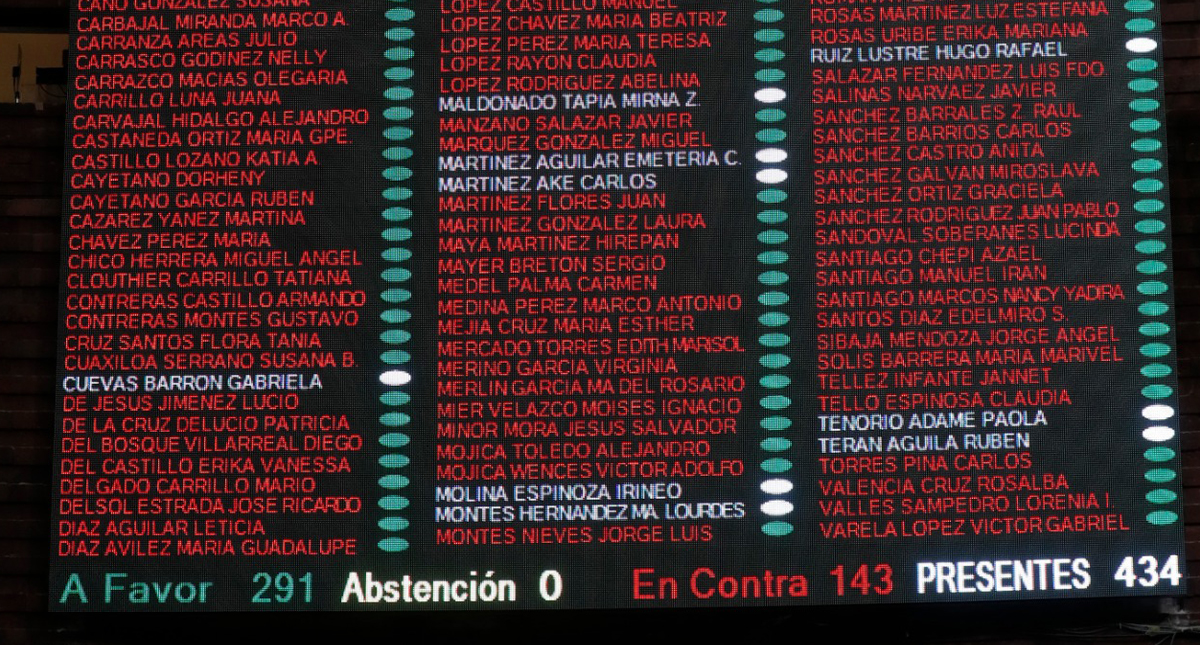 CANO GONZALEZ SUSANA
CARBAJAL MIRANDA MARCO A.
CARRANZA AREAS JULIO
CARRASCO GODINEZ NELLY
CARRAZCO MACIAS OLEGARIA
CARRILLO LUNA JUANA
CARVAJAL HIDALGO ALEJANDRO
CASTAÑEDA ORTIZ MARIA GPE.
CASTILLO LOZANO KATIA A
CAYETANO DORHENY
CAYETANO GARCIA RUBEN
CAZAREZ YANEZ MARTINA
CHAVEZ PEREZ MARIA
CHICO HERRERA MIGUEL ANGEL
CLOUTHIER CARRILLO TATIANA
CONTRERAS CASTILLO ARMANDO
CONTRERAS MONTES GUSTAVO
CRUZ SANTOS FLORA TANIA
CUAXILOA SERRANO SUSANA B.
CUEVAS BARRON GABRIELA
DE JESUS JIMENEZ LUCIO
DE LA CRUZ DELUCIO PATRICIA
DEL BOSQUE VILLARREAL DIEGO
DEL CASTILLO ERIKA VANESSA
DELGADO CARRILLO MARIO
DELSOL ESTRADA JOSE RICARDO
DIAZ AGUILAR LETICIA
DIAZ AVILEZ MARIA GUADALUPE
LOPEZ CASTILLO MANUEL
LOPEZ CHAVEZ MARIA BEATRIZ
LOPEZ PEREZ MARIA TERESA
LOPEZ RAYON CLAUDIA
LOPEZ RODRIGUEZ ABELINA
MALDONADO TAPIA MIRNA Z.
MANZANO SALAZAR JAVIER
MARQUEZ GONZALEZ MIGUEL
MARTINEZ AGUILAR EMETERIA C.
MARTINEZ AKE CARLOS
MARTINEZ FLORES JUAN
MARTINEZ GONZALEZ LAURA
MAYA MARTINEZ HIREPAN
MAYER BRETON SERGIO
MEDEL PALMA CARMEN
MEDINA PEREZ MARCO ANTONIO
MEJIA CRUZ MARIA ESTHER
MERCADO TORRES EDITH MARISOL
MERINO GARCIA VIRGINIA
MERLIN GARCIA MA DEL ROSARIO
MIER VELAZCO MOISES IGNACIO
MINOR MORA JESUS SALVADOR
MOJICA TOLEDO ALEJANDRO
MOJICA WENCES VICTOR ADOLFO
MOLINA ESPINOZA IRINEO
MONTES HERNANDEZ MA. LOURDES
MONTES NIEVES JORGE LUIS
ROSAS MARTINEZ LUZ ESTEFANIA
ROSAS URIBE ERIKA MARIANA
RUIZ LUSTRE HUGO RAFAEL
SALAZAR FERNANDEZ LUIS FDO
SALINAS NARVAEZ JAVIER
SANCHEZ BARRALES Z. RAUL
SANCHEZ BARRIOS CARLOS
SANCHEZ CASTRO ANITA
SANCHEZ GALVAN MIROSLAVA
SANCHEZ ORTIZ GRACIELA
SANCHEZ RODRIGUEZ JUAN PABLO
SANDOVAL SOBERANES LUCINDA
SANTIAGO CHEPI AZAEL
SANTIAGO MANUEL IRAN
SANTIAGO MARCOS NANCY YADIRA
SANTOS DIAZ EDELMIRO S.
SIBAJA MENDOZA JORGE ANGEL
SOLIS BARRERA MARIA MARIVEL
TELLEZ INFANTE JANNET
TELLO ESPINOSA CLAUDIA
TENORIO ADAME PAOLA
TERAN AGUILA RUBEN
TORRES PIÑA CARLOS
VALENCIA CRUZ ROSALBA
VALLES SAMPEDRO LORENIA I.
VARELA LOPEZ VICTOR GABRIEL
A Favor 291 Abstención 0 En Contra 143 PRESENTES 434